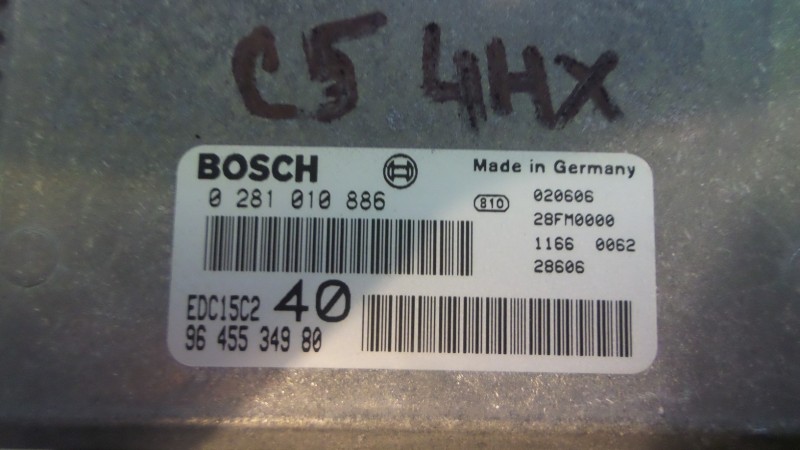 C5 4HX
BOSCH
Made in Germany
0 281 010 886
810
020606
28FM0000
1166 0062
28606
EDC15C2 40
96 455 349 80